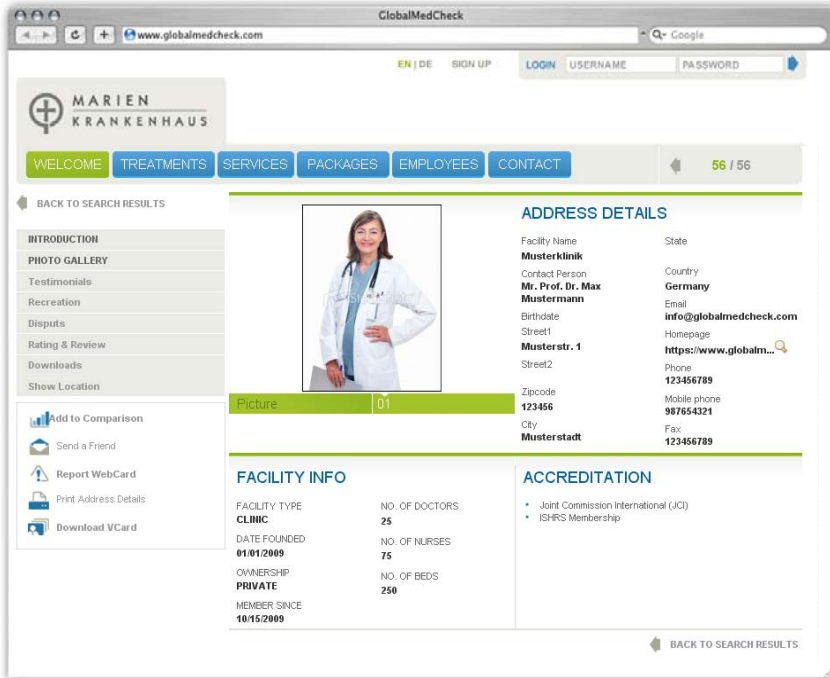 GlobalMedCheck
www.globalmedcheck.com
Google
EN | DE SIGN UP LOGIN USERNAME PASSWORD
MARIEN
KRANKENHAUS
WELCOME TREATMENTS SERVICES PACKAGES EMPLOYEES CONTACT 56 / 56
BACK TO SEARCH RESULTS
INTRODUCTION
PHOTO GALLERY
Testimonials
Recreation
Disputs
Rating & Review
Downloads
Show Location
Add to Comparison
Send a Friend
Report WebCard
Print Address Details
Download VCard
Picture 01
ADDRESS DETAILS
Facility Name
Musterklinik
Contact Person
Mr. Prof. Dr. Max
Mustermann
Birthdate
Street1
Musterstr. 1
Street2
Zipcode
123456
City
Musterstadt
State
Country
Germany
Email
info@globalmedcheck.com
Homepage
https://www.globalm...
Phone
123456789
Mobile phone
987654321
Fax
123456789
FACILITY INFO
FACILITY TYPE
CLINIC
DATE FOUNDED
01/01/2009
OWNERSHIP
PRIVATE
MEMBER SINCE
10/15/2009
NO. OF DOCTORS
25
NO. OF NURSES
75
NO. OF BEDS
250
ACCREDITATION
Joint Commission International (JCI)
ISHRS Membership
BACK TO SEARCH RESULTS